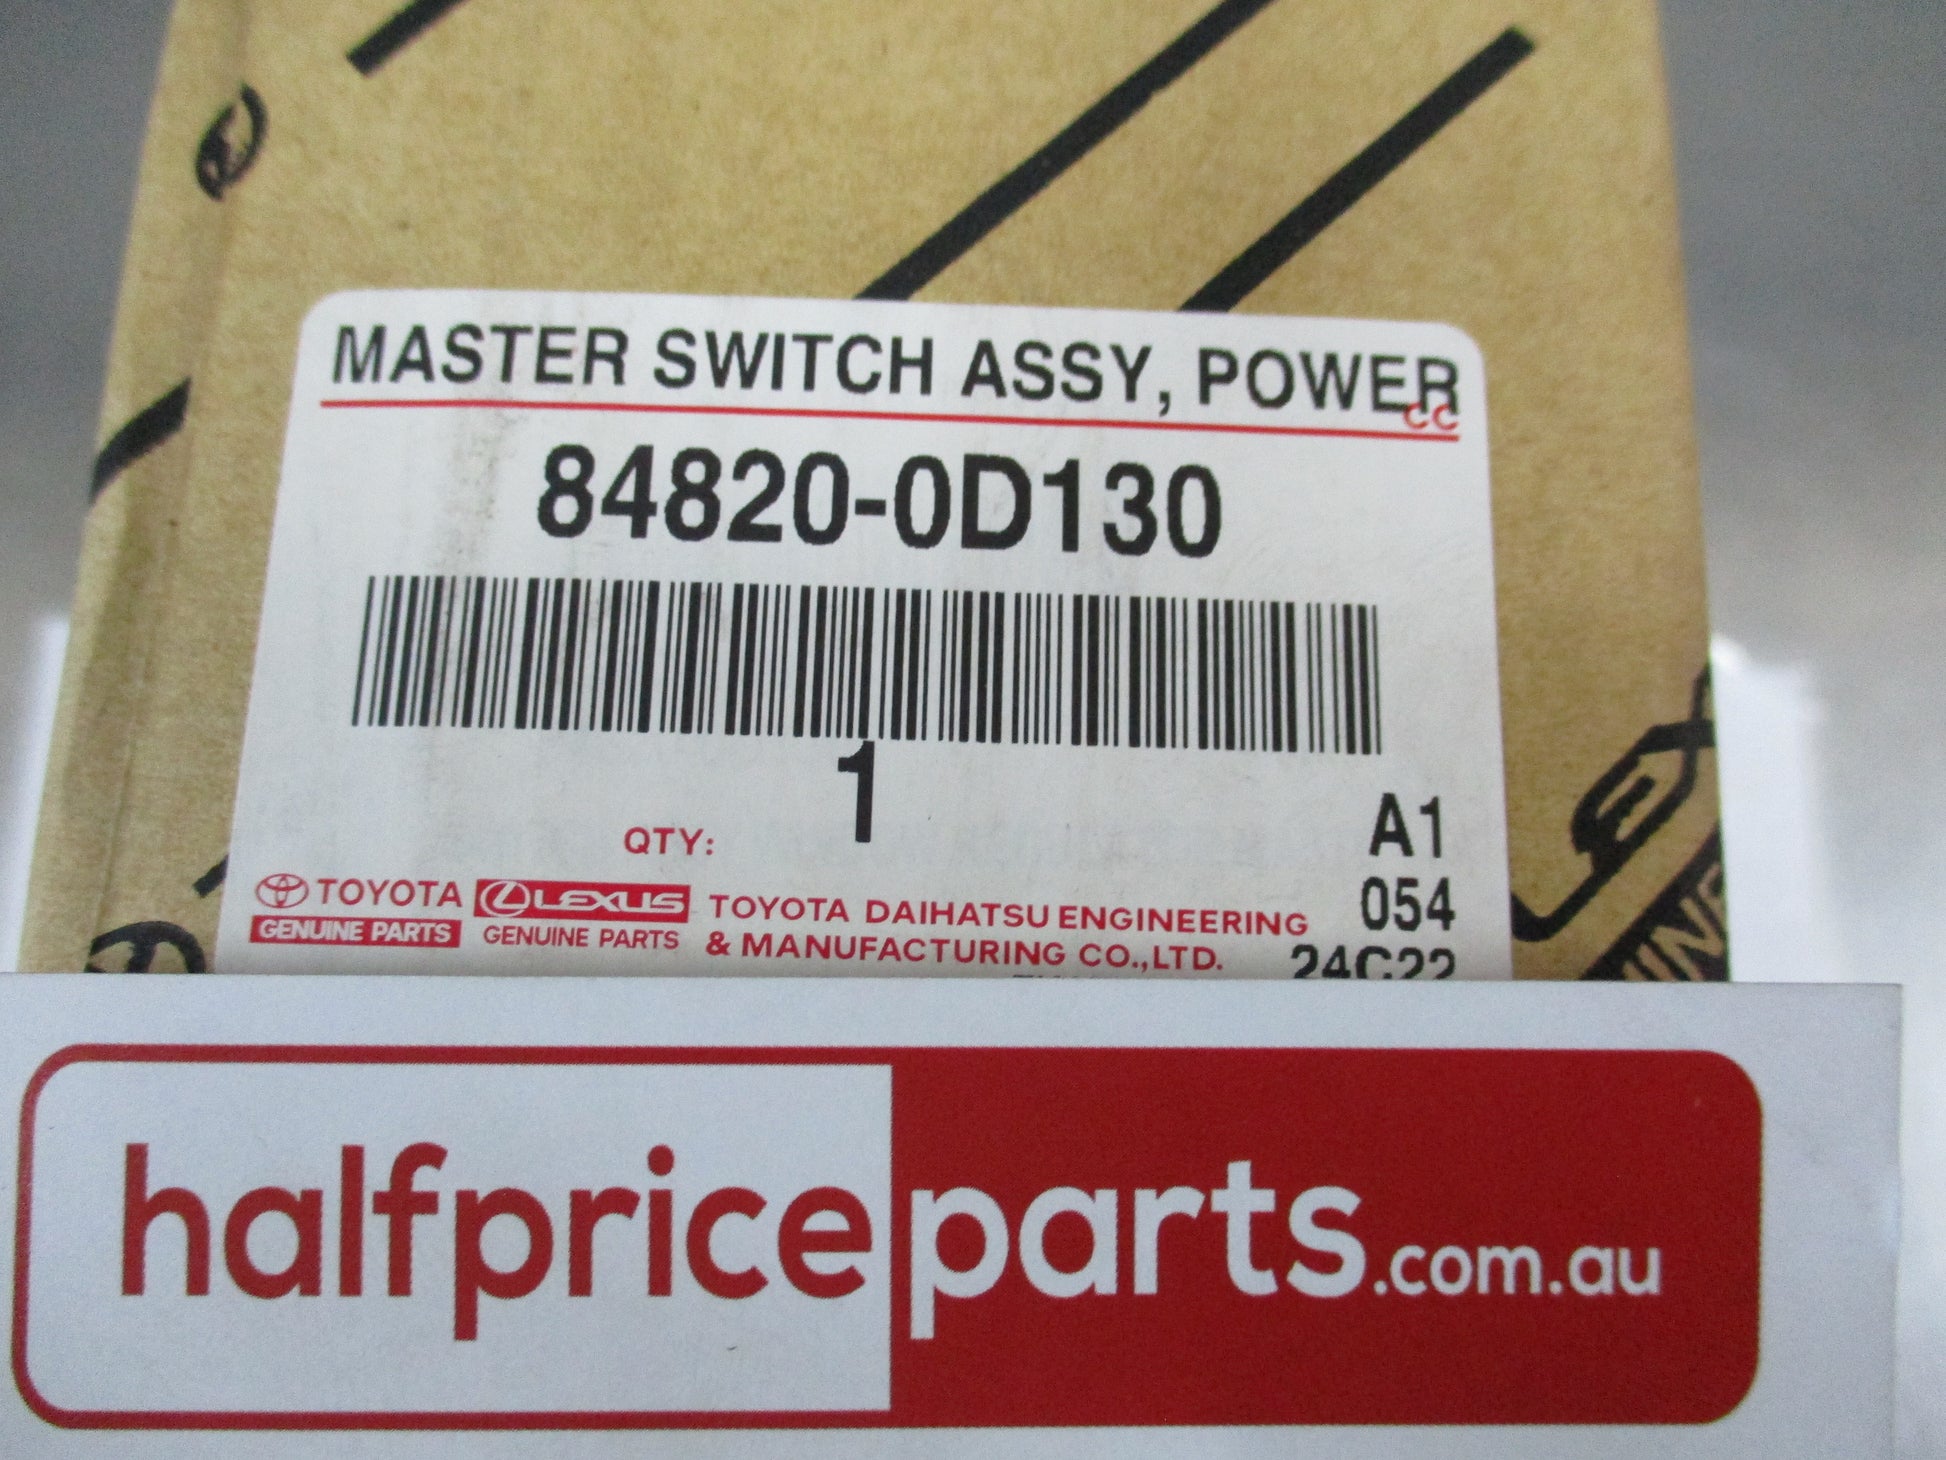 MASTER SWITCH ASSY, POWER
CC
84820-0D130
1
QTY:
A1
054
24C22
TOYOTA
GENUINE PARTS
LEXUS
GENUINE PARTS
TOYOTA DAIHATSU ENGINEERING
& MANUFACTURING CO.,LTD.
halfpriceparts.com.au